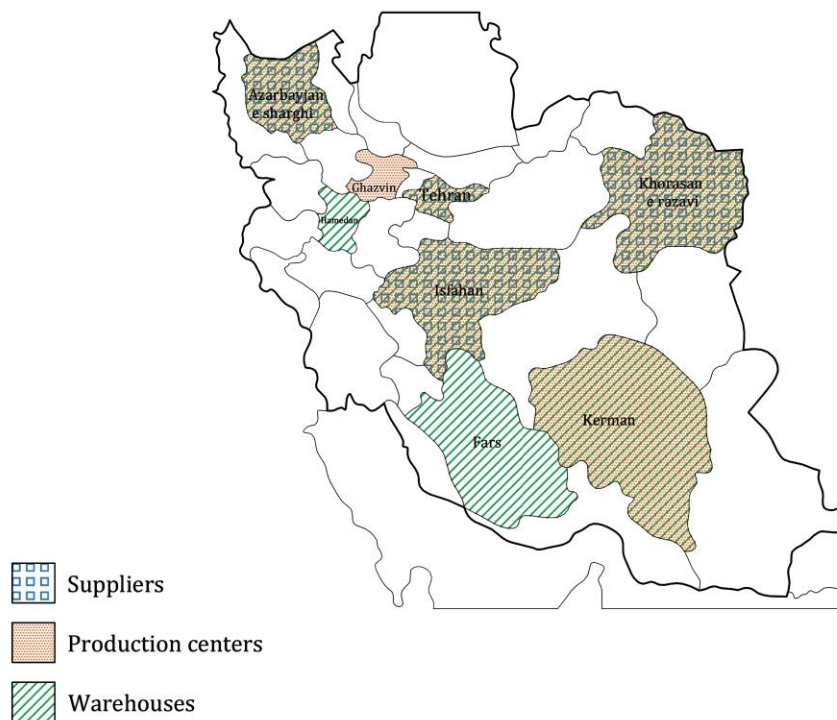 Azarbayjan
e sharghi
Ghazvin
Tehran
Khorasan
e razavi
Hamedan
Isfahan
Kerman
Fars
Suppliers
Production centers
Warehouses